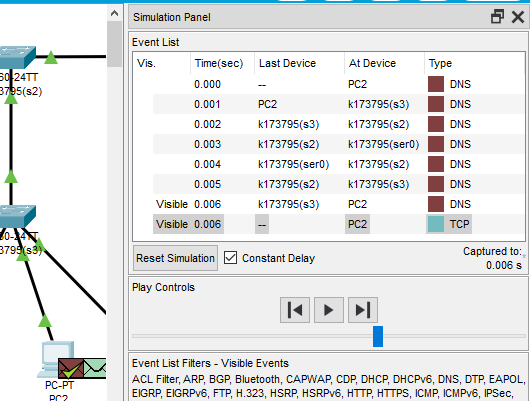 Simulation Panel
Event List
Vis. Time(sec) Last Device At Device Type
0.000 -- PC2 DNS
0.001 PC2 k173795(s3) DNS
0.002 k173795(s3) k173795(s2) DNS
0.003 k173795(s2) k173795(ser0) DNS
0.004 k173795(ser0) k173795(s2) DNS
0.005 k173795(s2) k173795(s3) DNS
Visible 0.006 k173795(s3) PC2 DNS
Visible 0.006 -- PC2 TCP
Reset Simulation Constant Delay Captured to:
0.006 s
Play Controls
Event List Filters - Visible Events
ACL Filter, ARP, BGP, Bluetooth, CAPWAP, CDP, DHCP, DHCPv6, DNS, DTP, EAPOL,
EIGRP, EIGRPv6, FTP, H.323, HSRP, HSRPv6, HTTP, HTTPS, ICMP, ICMPv6, IPSec,
60-24TT
3795(s2)
60-24TT
3795(s3)
PC-PT
PC2